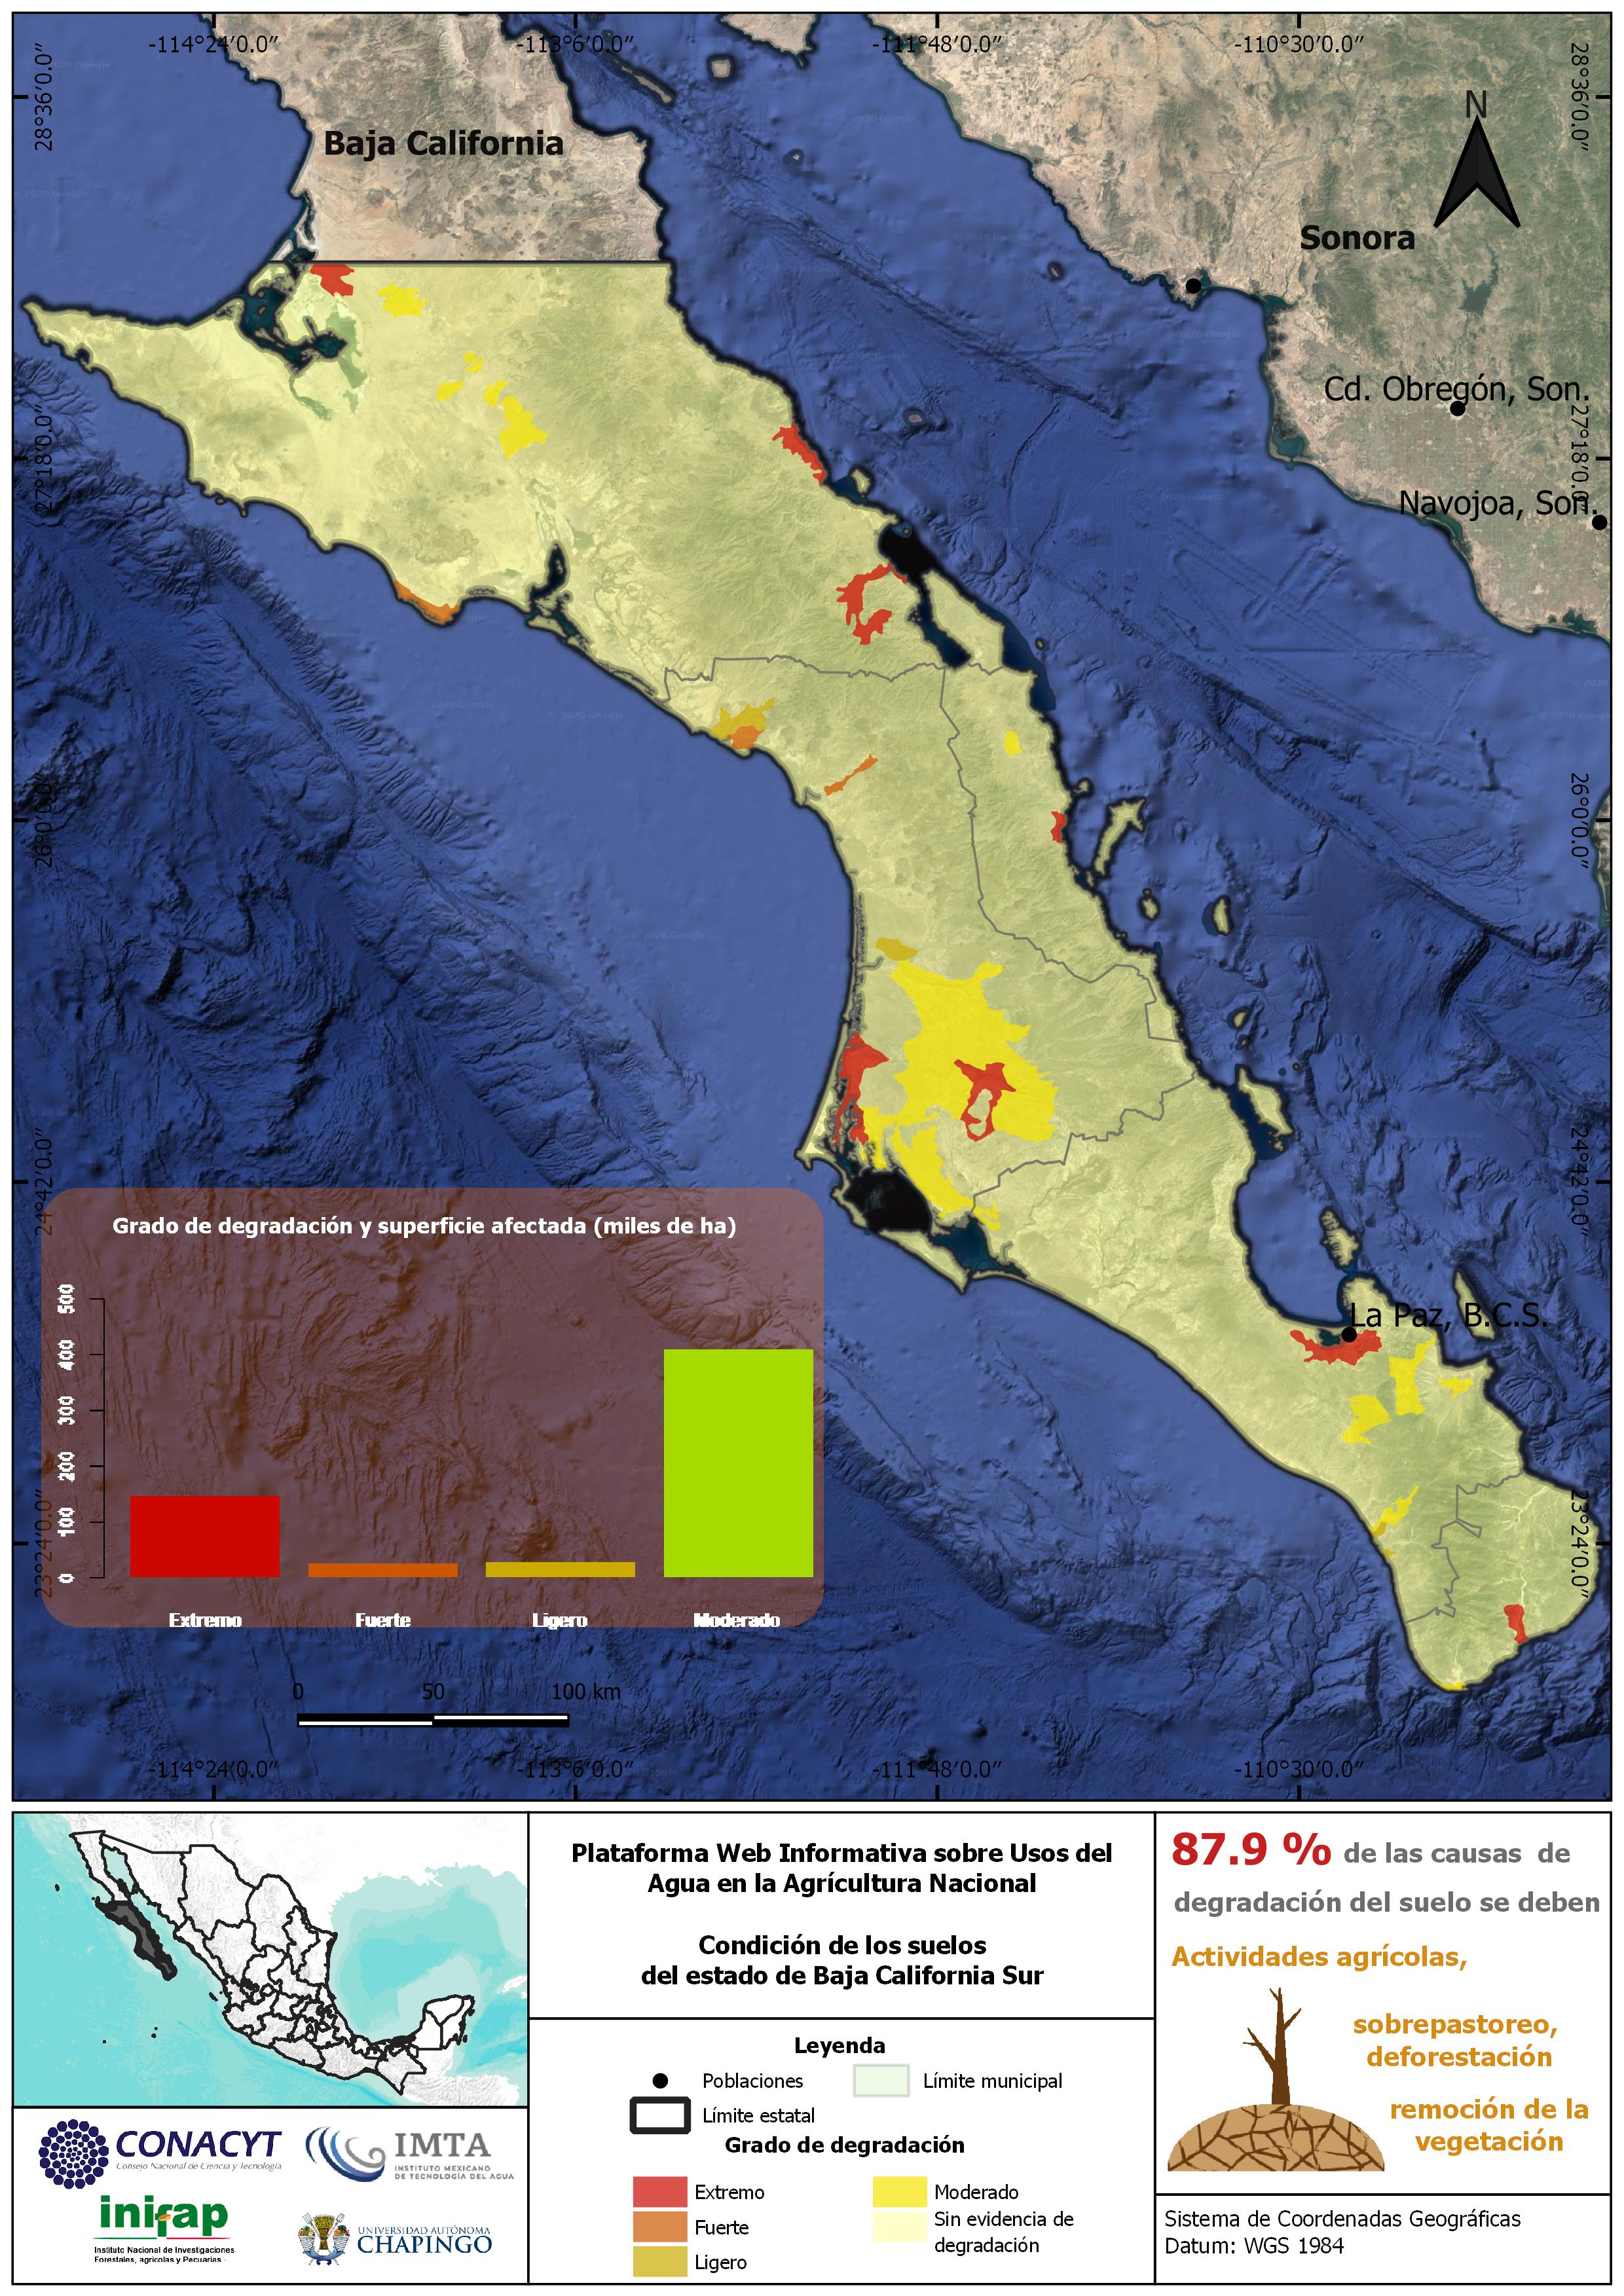 -114°24′0.0″
-113°6′0.0″
-111°48′0.0″
-110°30′0.0″
28°36′0.0″
28°36′0.0″
N
Baja California
Sonora
Cd. Obregón, Son.
27°18′0.0″
27°18′0.0″
Navojoa, Son.
26°0′0.0″
26°0′0.0″
24°42′0.0″
24°42′0.0″
La Paz, B.C.S.
23°24′0.0″
23°24′0.0″
Grado de degradación y superficie afectada (miles de ha)
500
400
300
200
100
0
Extremo
Fuerte
Ligero
Moderado
0
50
100 km
-114°24′0.0″
-113°6′0.0″
-111°48′0.0″
-110°30′0.0″
Plataforma Web Informativa sobre Usos del
Agua en la Agrícultura Nacional
Condición de los suelos
del estado de Baja California Sur
Leyenda
Poblaciones
Límite municipal
Límite estatal
Grado de degradación
Extremo
Moderado
Fuerte
Sin evidencia de
degradación
Ligero
87.9 % de las causas de
degradación del suelo se deben
Actividades agrícolas,
sobrepastoreo,
deforestación
remoción de la
vegetación
Sistema de Coordenadas Geográficas
Datum: WGS 1984
CONACYT
Consejo Nacional de Ciencia y Tecnología
IMTA
INSTITUTO MEXICANO
DE TECNOLOGÍA DEL AGUA
inifap
Instituto Nacional de Investigaciones
Forestales, agrícolas y Pecuarias
UNIVERSIDAD AUTÓNOMA
CHAPINGO